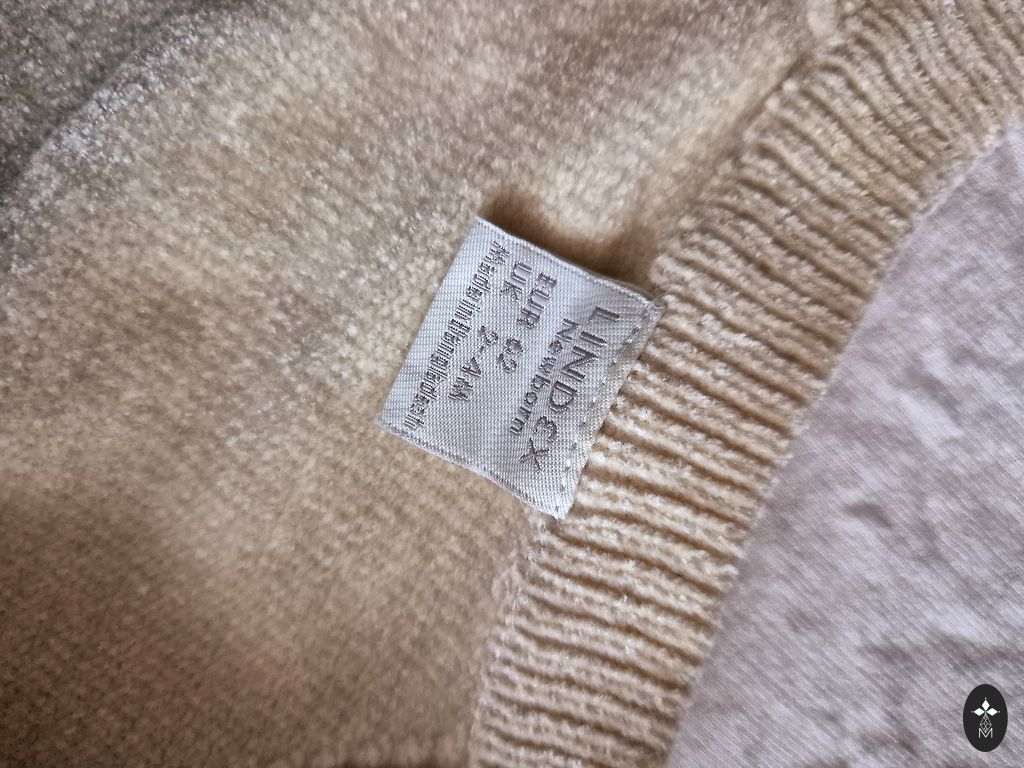 LINDEX
Newborn
EUR 62
UK 2-4M
Made in Bangladesh
M